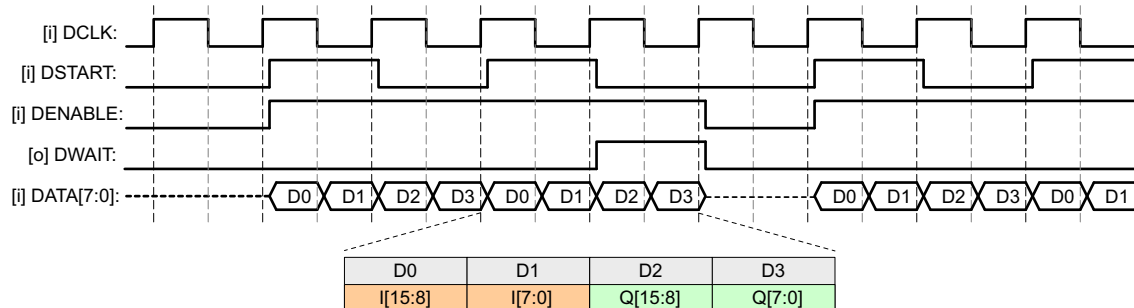 [i] DCLK:
[i] DSTART:
[i] DENABLE:
[o] DWAIT:
[i] DATA[7:0]: D0 D1 D2 D3 D0 D1 D2 D3 D0 D1 D2 D3 D0 D1
D0 D1 D2 D3
I[15:8] I[7:0] Q[15:8] Q[7:0]